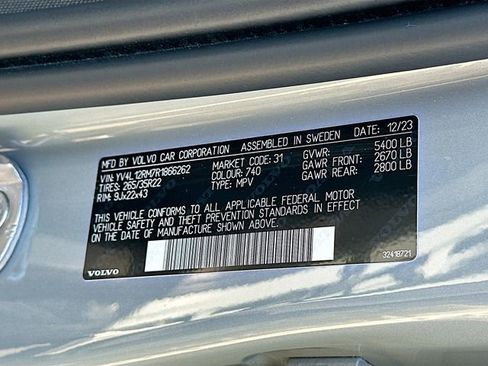 MFD BY VOLVO CAR CORPORATION ASSEMBLED IN SWEDEN 12/23
VIN: YV4L12RM7R1866262 MARKET CODE: 31 GVWR: 5400 LB
TIRES: 265/35R22 COLOUR: 740 GAWR FRONT: 2670 LB
RIM: 9Jx22x43 TYPE: MPV GAWR REAR: 2800 LB
THIS VEHICLE CONFORMS TO ALL APPLICABLE FEDERAL MOTOR
VEHICLE SAFETY AND THEFT PREVENTION STANDARDS IN EFFECT
ON THE DATE OF MANUFACTURE SHOWN ABOVE.
VOLVO
32418721